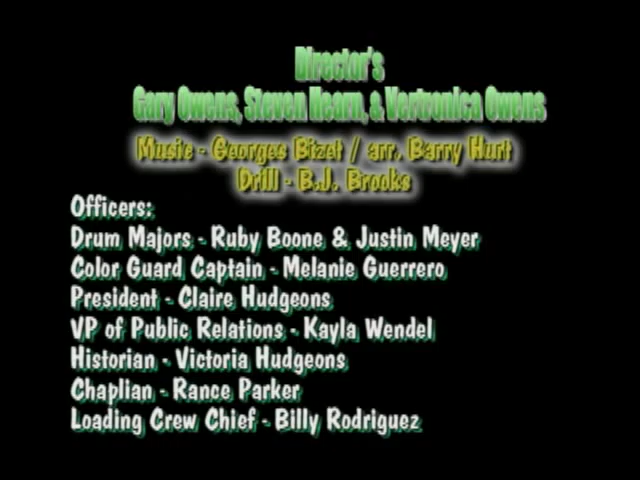 Director's
Gary Owens, Steven Hearn, & Vertronica Owens
Music - Georges Bizet / arr. Barry Hurt
Drill - B.J. Brooks
Officers:
Drum Majors - Ruby Boone & Justin Meyer
Color Guard Captain - Melanie Guerrero
President - Claire Hudgeons
VP of Public Relations - Kayla Wendel
Historian - Victoria Hudgeons
Chaplian - Rance Parker
Loading Crew Chief - Billy Rodriguez